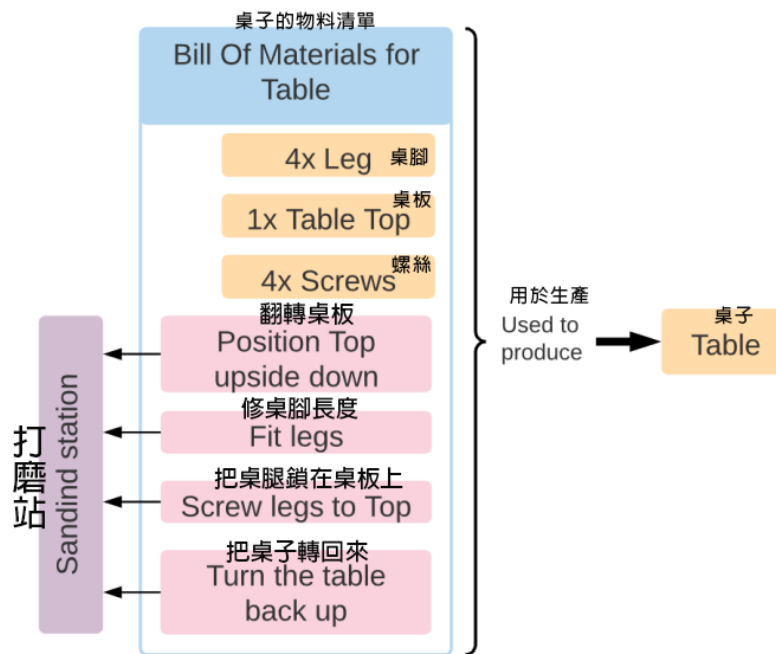 桌子的物料清單
Bill Of Materials for
Table
4x Leg 桌腳
桌板
1x Table Top
螺絲
4x Screws
翻轉桌板
Position Top
upside down
修桌腳長度
Fit legs
把桌腿鎖在桌板上
Screw legs to Top
把桌子轉回來
Turn the table
back up
打磨站
Sandind station
用於生產
Used to
produce
桌子
Table